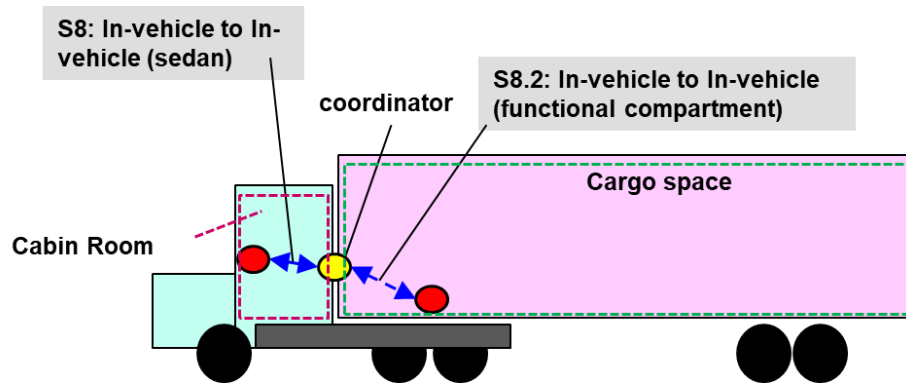 S8: In-vehicle to In-
vehicle (sedan)
S8.2: In-vehicle to In-vehicle
(functional compartment)
coordinator
Cargo space
Cabin Room